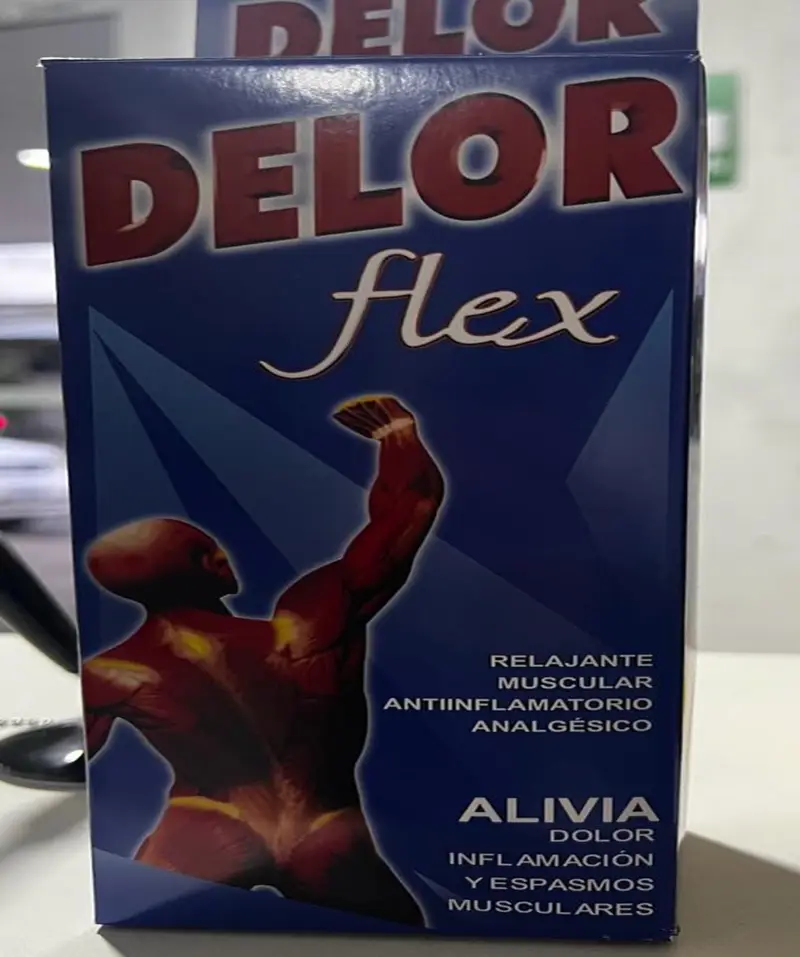 DELOR
DELOR
flex
RELAJANTE
MUSCULAR
ANTIINFLAMATORIO
ANALGÉSICO
ALIVIA
DOLOR
INFLAMACIÓN
Y ESPASMOS
MUSCULARES